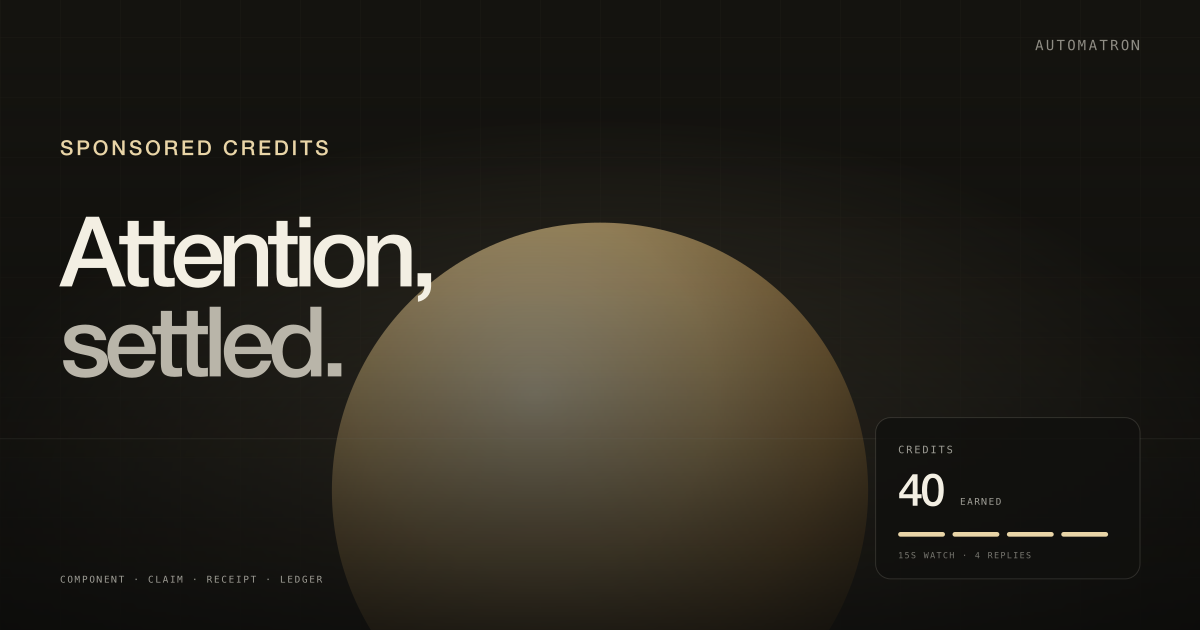 AUTOMATRON
SPONSORED CREDITS
Attention,
settled.
CREDITS
40 EARNED
15S WATCH · 4 REPLIES
COMPONENT · CLAIM · RECEIPT · LEDGER